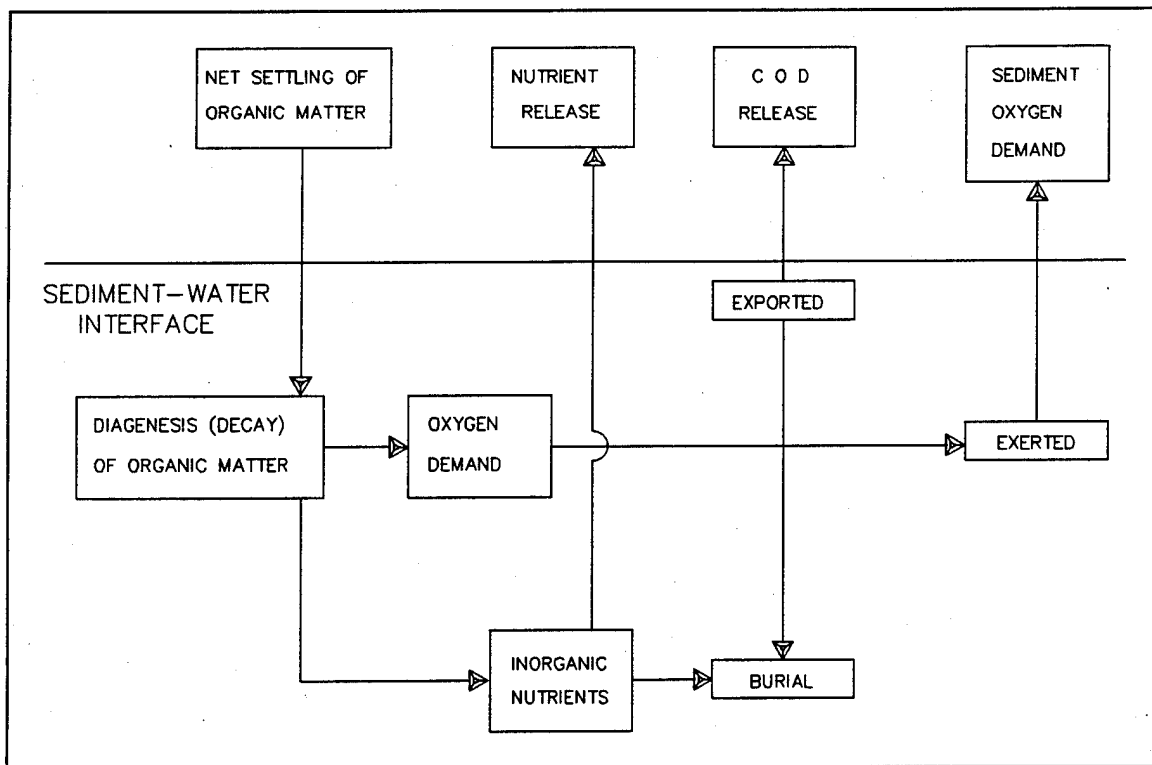 NET SETTLING OF
ORGANIC MATTER
NUTRIENT
RELEASE
C O D
RELEASE
SEDIMENT
OXYGEN
DEMAND
SEDIMENT-WATER
INTERFACE
EXPORTED
DIAGENESIS (DECAY)
OF ORGANIC MATTER
OXYGEN
DEMAND
EXERTED
INORGANIC
NUTRIENTS
BURIAL